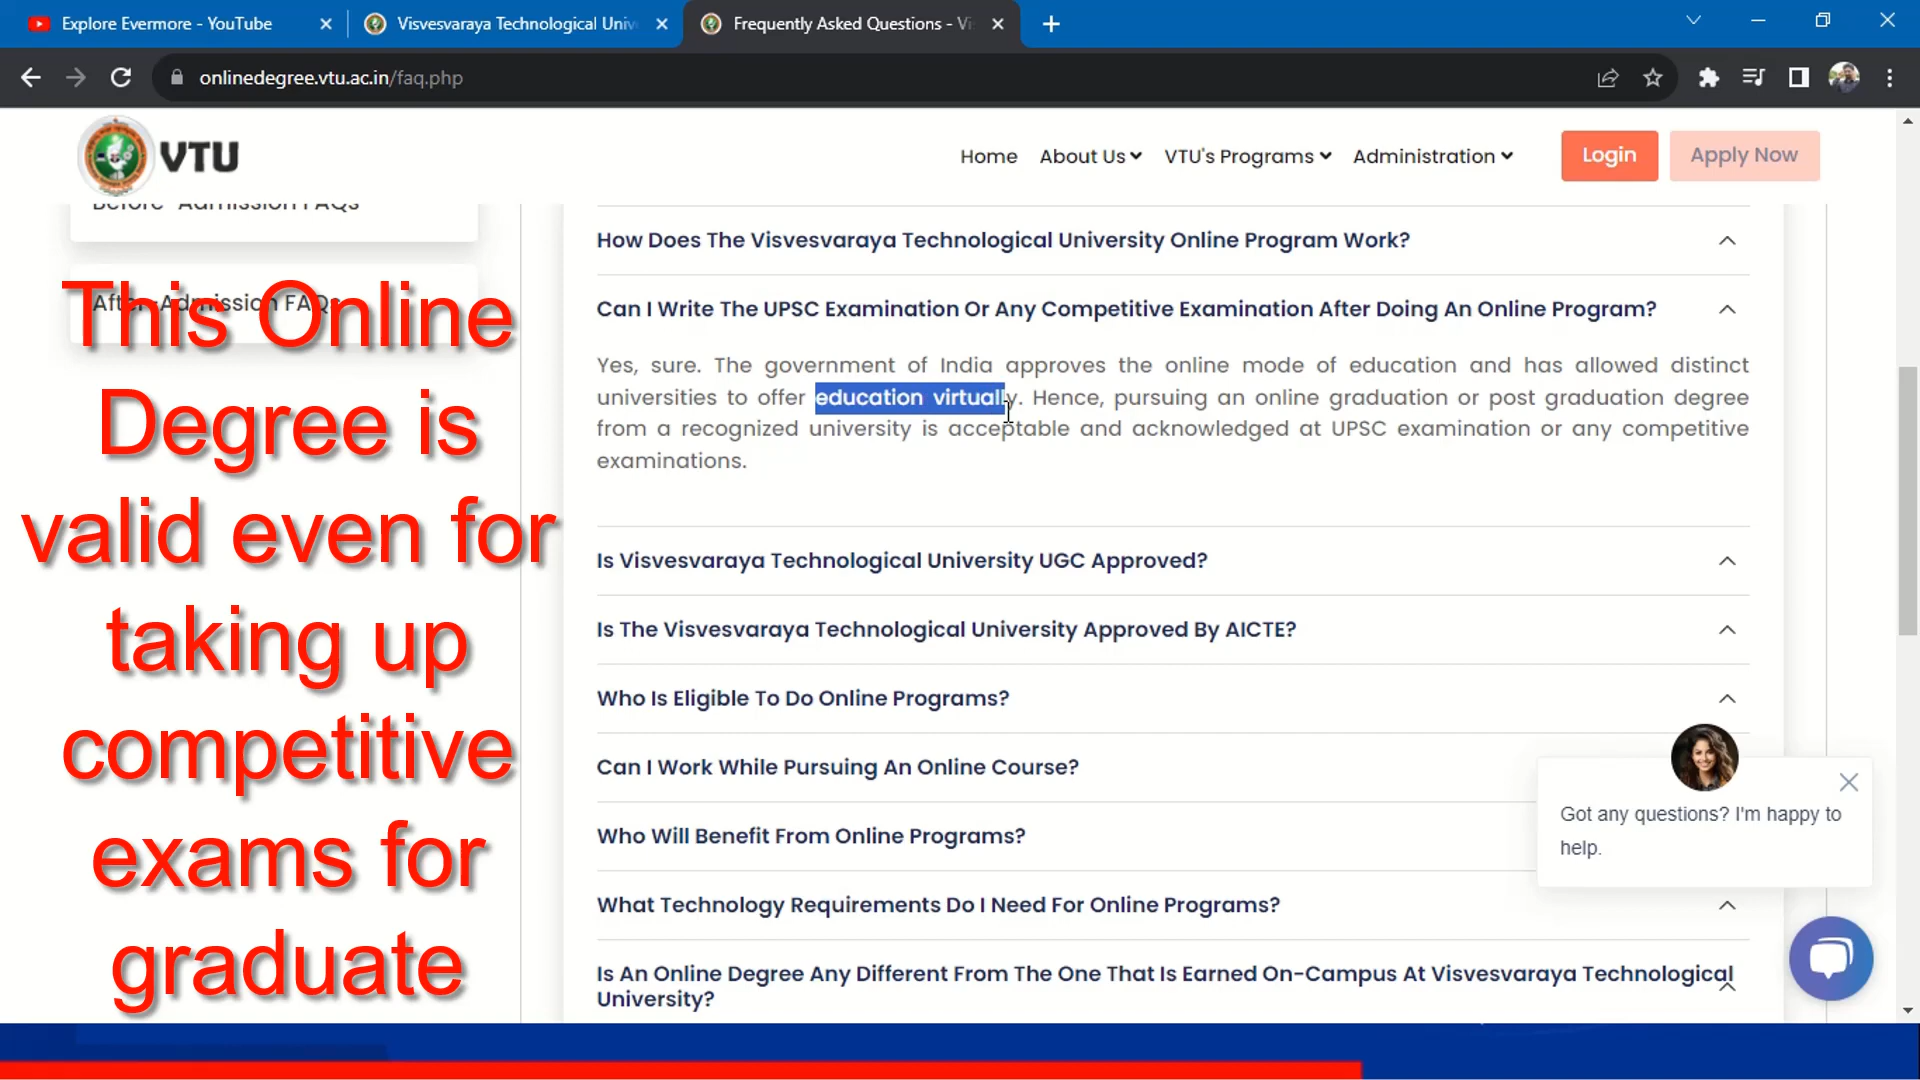 Explore Evermore - YouTube
Visvesvaraya Technological Univ
Frequently Asked Questions - Vi
onlinedegree.vtu.ac.in/faq.php
VTU
Home
About Us
VTU's Programs
Administration
Login
Apply Now
Before- Admission FAQs
After-Admission FAQs
This Online
Degree is
valid even for
taking up
competitive
exams for
graduate
How Does The Visvesvaraya Technological University Online Program Work?
Can I Write The UPSC Examination Or Any Competitive Examination After Doing An Online Program?
Yes, sure. The government of India approves the online mode of education and has allowed distinct
universities to offer education virtually. Hence, pursuing an online graduation or post graduation degree
from a recognized university is acceptable and acknowledged at UPSC examination or any competitive
examinations.
Is Visvesvaraya Technological University UGC Approved?
Is The Visvesvaraya Technological University Approved By AICTE?
Who Is Eligible To Do Online Programs?
Can I Work While Pursuing An Online Course?
Who Will Benefit From Online Programs?
What Technology Requirements Do I Need For Online Programs?
Is An Online Degree Any Different From The One That Is Earned On-Campus At Visvesvaraya Technological
University?
Got any questions? I'm happy to
help.